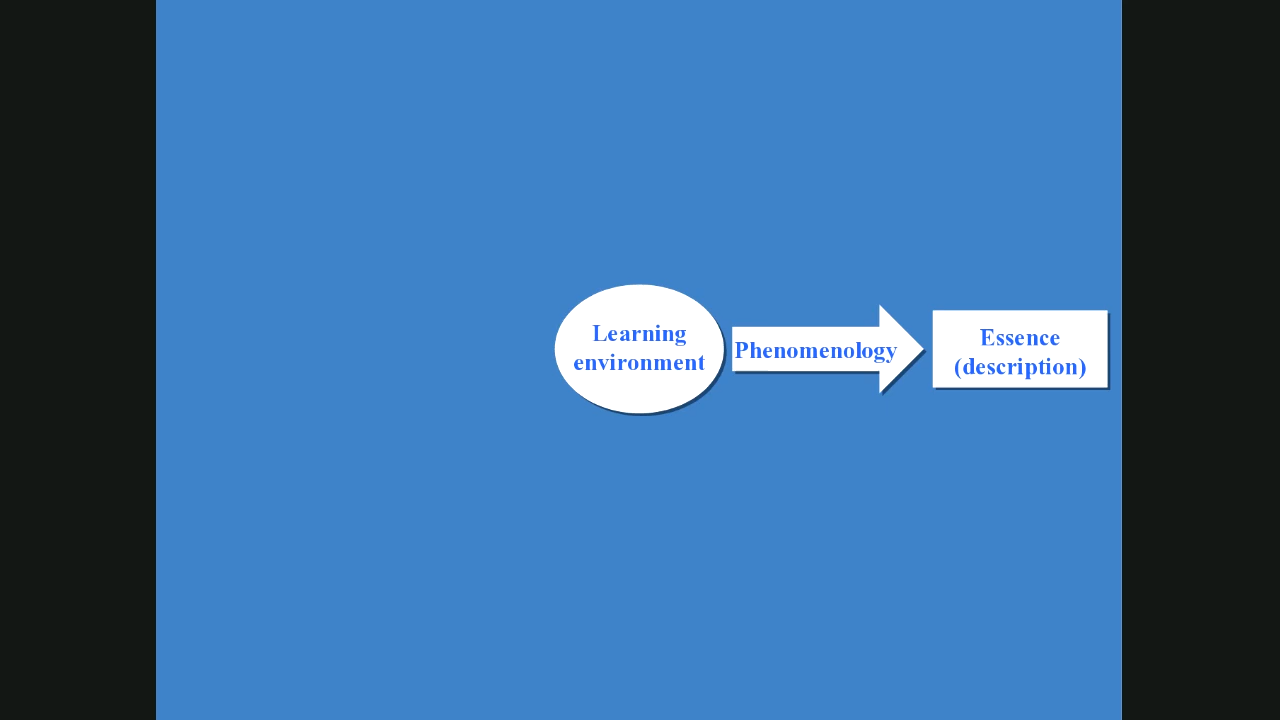 Learning
environment
Phenomenology
Essence
(description)